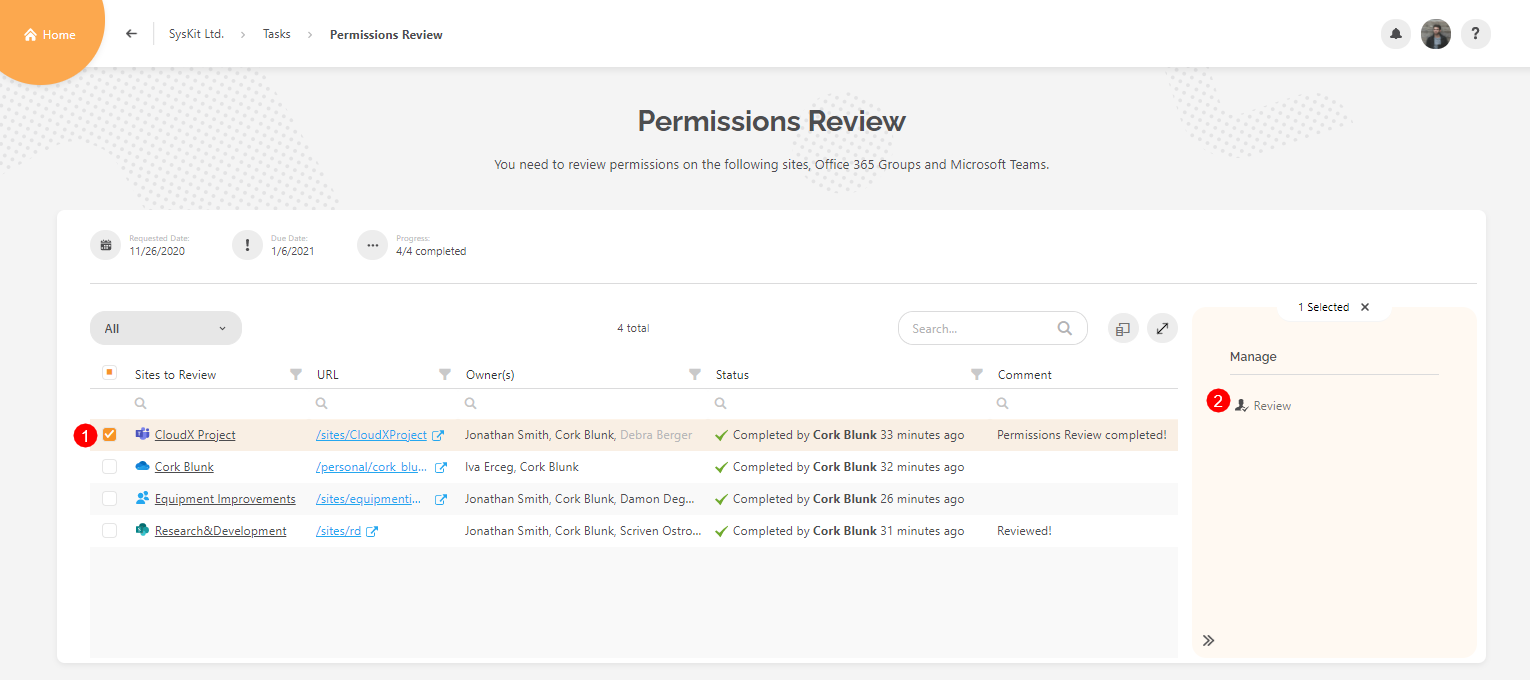 Home
SysKit Ltd. > Tasks > Permissions Review
?
Permissions Review
You need to review permissions on the following sites, Office 365 Groups and Microsoft Teams.
Requested Date: Due Date: Progress:
11/26/2020 1/6/2021 4/4 completed
1 Selected
All 4 total Search...
Manage
Sites to Review URL Owner(s) Status Comment
2 Review
1 CloudX Project /sites/CloudXProject Jonathan Smith, Cork Blunk, Debra Berger Completed by Cork Blunk 33 minutes ago Permissions Review completed!
Cork Blunk /personal/cork_blu... Iva Erceg, Cork Blunk Completed by Cork Blunk 32 minutes ago
Equipment Improvements /sites/equipmenti... Jonathan Smith, Cork Blunk, Damon Deg... Completed by Cork Blunk 26 minutes ago
Research&Development /sites/rd Jonathan Smith, Cork Blunk, Scriven Ostro... Completed by Cork Blunk 31 minutes ago Reviewed!